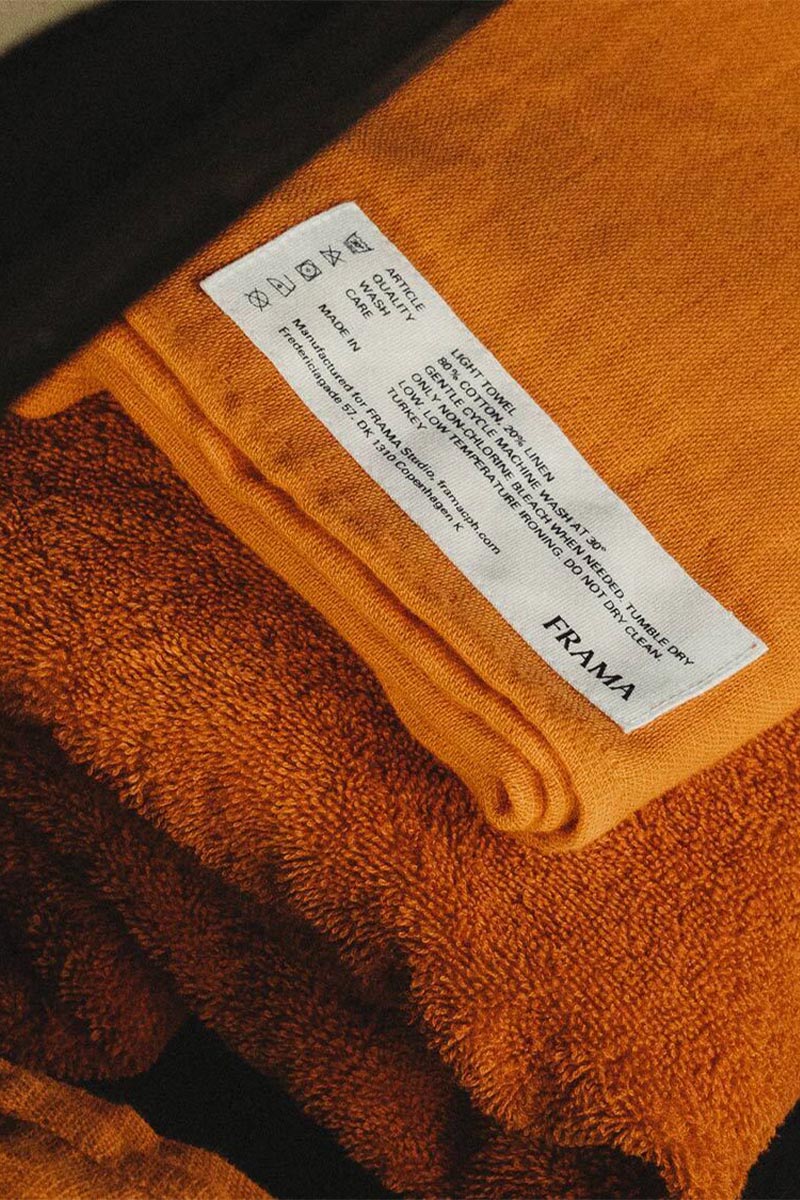 ARTICLE LIGHT TOWEL
QUALITY 80% COTTON, 20% LINEN
WASH GENTLE CYCLE MACHINE WASH AT 30°
CARE ONLY NON-CHLORINE BLEACH WHEN NEEDED. TUMBLE DRY
LOW. LOW TEMPERATURE IRONING. DO NOT DRY CLEAN.
MADE IN TURKEY
Manufactured for FRAMA Studio, framacph.com
Fredericiagade 57, DK 1310 Copenhagen K
FRAMA